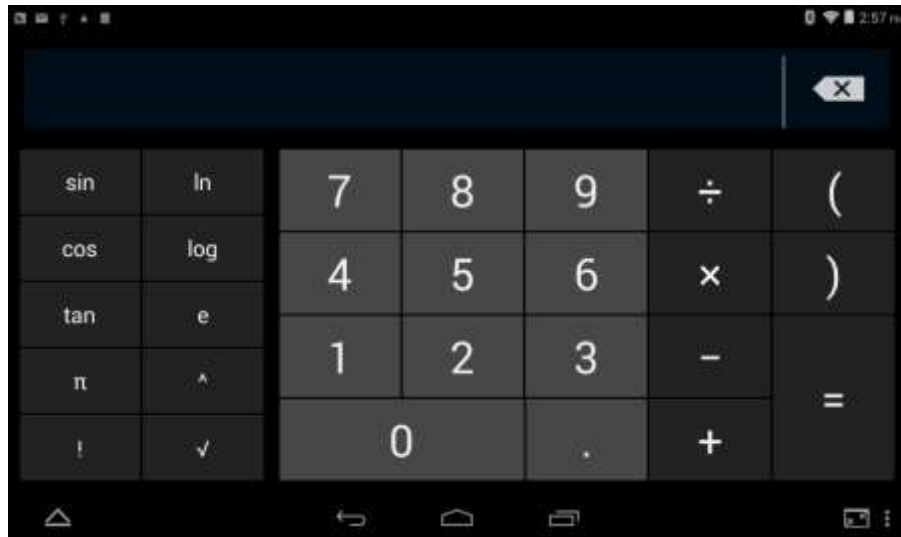 2:57
sin ln 7 8 9 ÷ (
cos log 4 5 6 × )
tan e 1 2 3 − =
π ^ 0 . +
! √